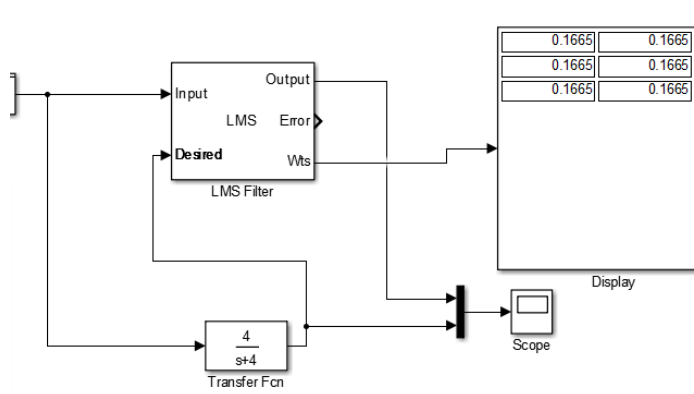 0.1665 0.1665
0.1665 0.1665
0.1665 0.1665
Input
Output
LMS
Error
Desired
Wts
LMS Filter
Display
4
s+4
Transfer Fcn
Scope